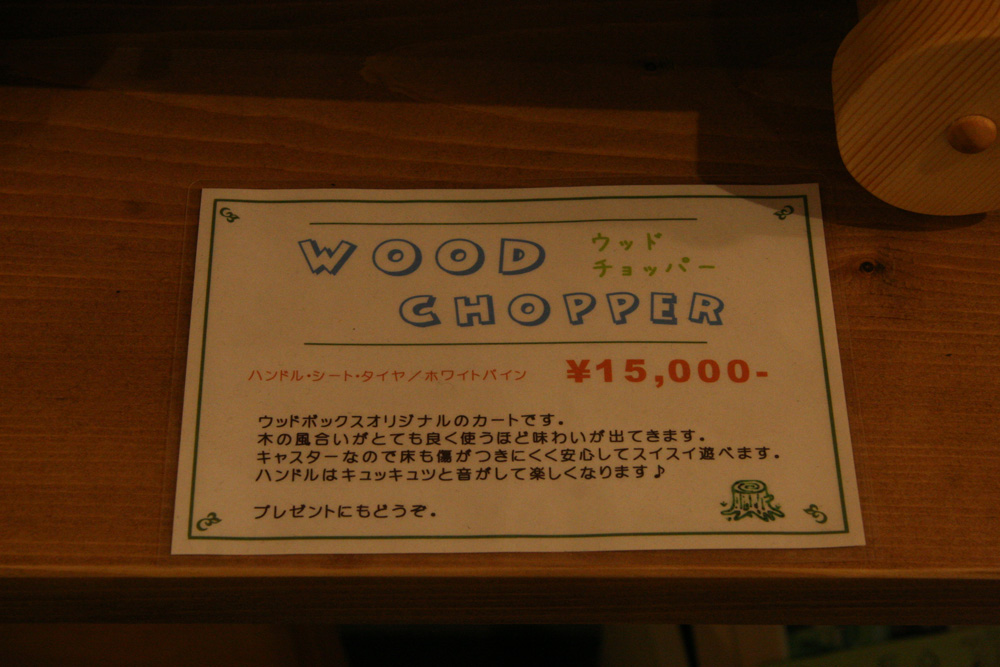 WOOD ウッド
CHOPPER チョッパー
ハンドル・シート・タイヤ／ホワイトパイン ¥15,000-
ウッドボックスオリジナルのカートです。
木の風合いがとても良く使うほど味わいが出てきます。
キャスターなので床も傷がつきにくく安心してスイスイ遊べます。
ハンドルはキュッキュッと音がして楽しくなります♪
プレゼントにもどうぞ。